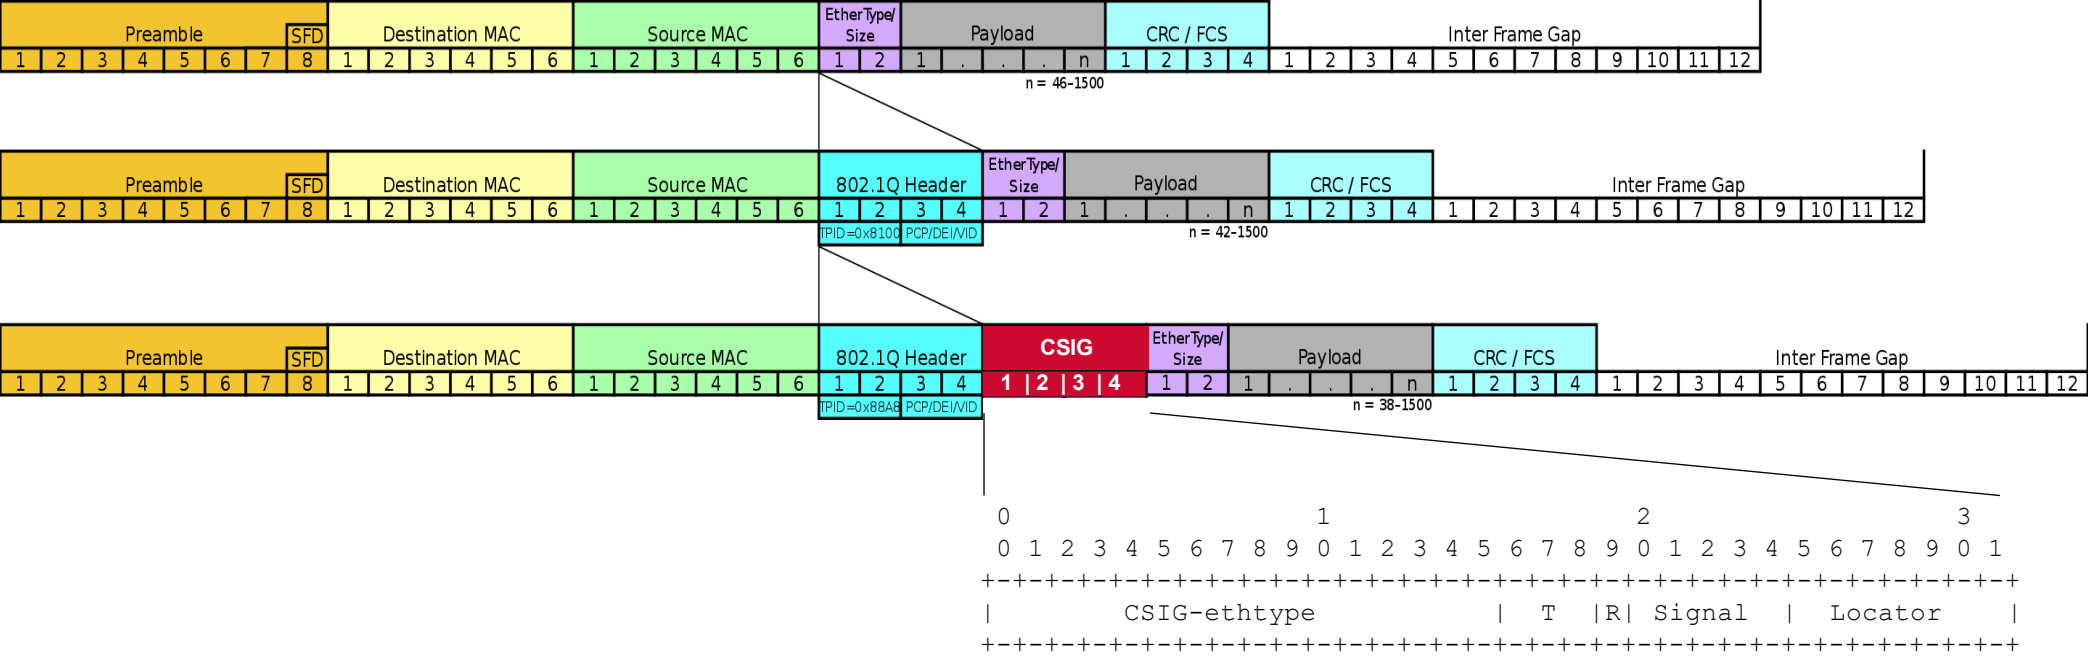 Preamble SFD Destination MAC Source MAC EtherType/ Size Payload CRC / FCS Inter Frame Gap
1 2 3 4 5 6 7 8 1 2 3 4 5 6 1 2 3 4 5 6 1 2 1 . . . n 1 2 3 4 1 2 3 4 5 6 7 8 9 10 11 12
n = 46-1500
Preamble SFD Destination MAC Source MAC 802.1Q Header EtherType/ Size Payload CRC / FCS Inter Frame Gap
1 2 3 4 5 6 7 8 1 2 3 4 5 6 1 2 3 4 5 6 1 2 3 4 1 2 1 . . . n 1 2 3 4 1 2 3 4 5 6 7 8 9 10 11 12
TPID=0x8100 PCP/DEI/VID n = 42-1500
Preamble SFD Destination MAC Source MAC 802.1Q Header CSIG EtherType/ Size Payload CRC / FCS Inter Frame Gap
1 2 3 4 5 6 7 8 1 2 3 4 5 6 1 2 3 4 5 6 1 2 3 4 1 | 2 | 3 | 4 1 2 1 . . . n 1 2 3 4 1 2 3 4 5 6 7 8 9 10 11 12
TPID=0x88A8 PCP/DEI/VID n = 38-1500
0 1 2 3
0 1 2 3 4 5 6 7 8 9 0 1 2 3 4 5 6 7 8 9 0 1 2 3 4 5 6 7 8 9 0 1
+-+-+-+-+-+-+-+-+-+-+-+-+-+-+-+-+-+-+-+-+-+-+-+-+-+-+-+-+-+-+-+-+
| CSIG-ethtype | T |R| Signal | Locator |
+-+-+-+-+-+-+-+-+-+-+-+-+-+-+-+-+-+-+-+-+-+-+-+-+-+-+-+-+-+-+-+-+